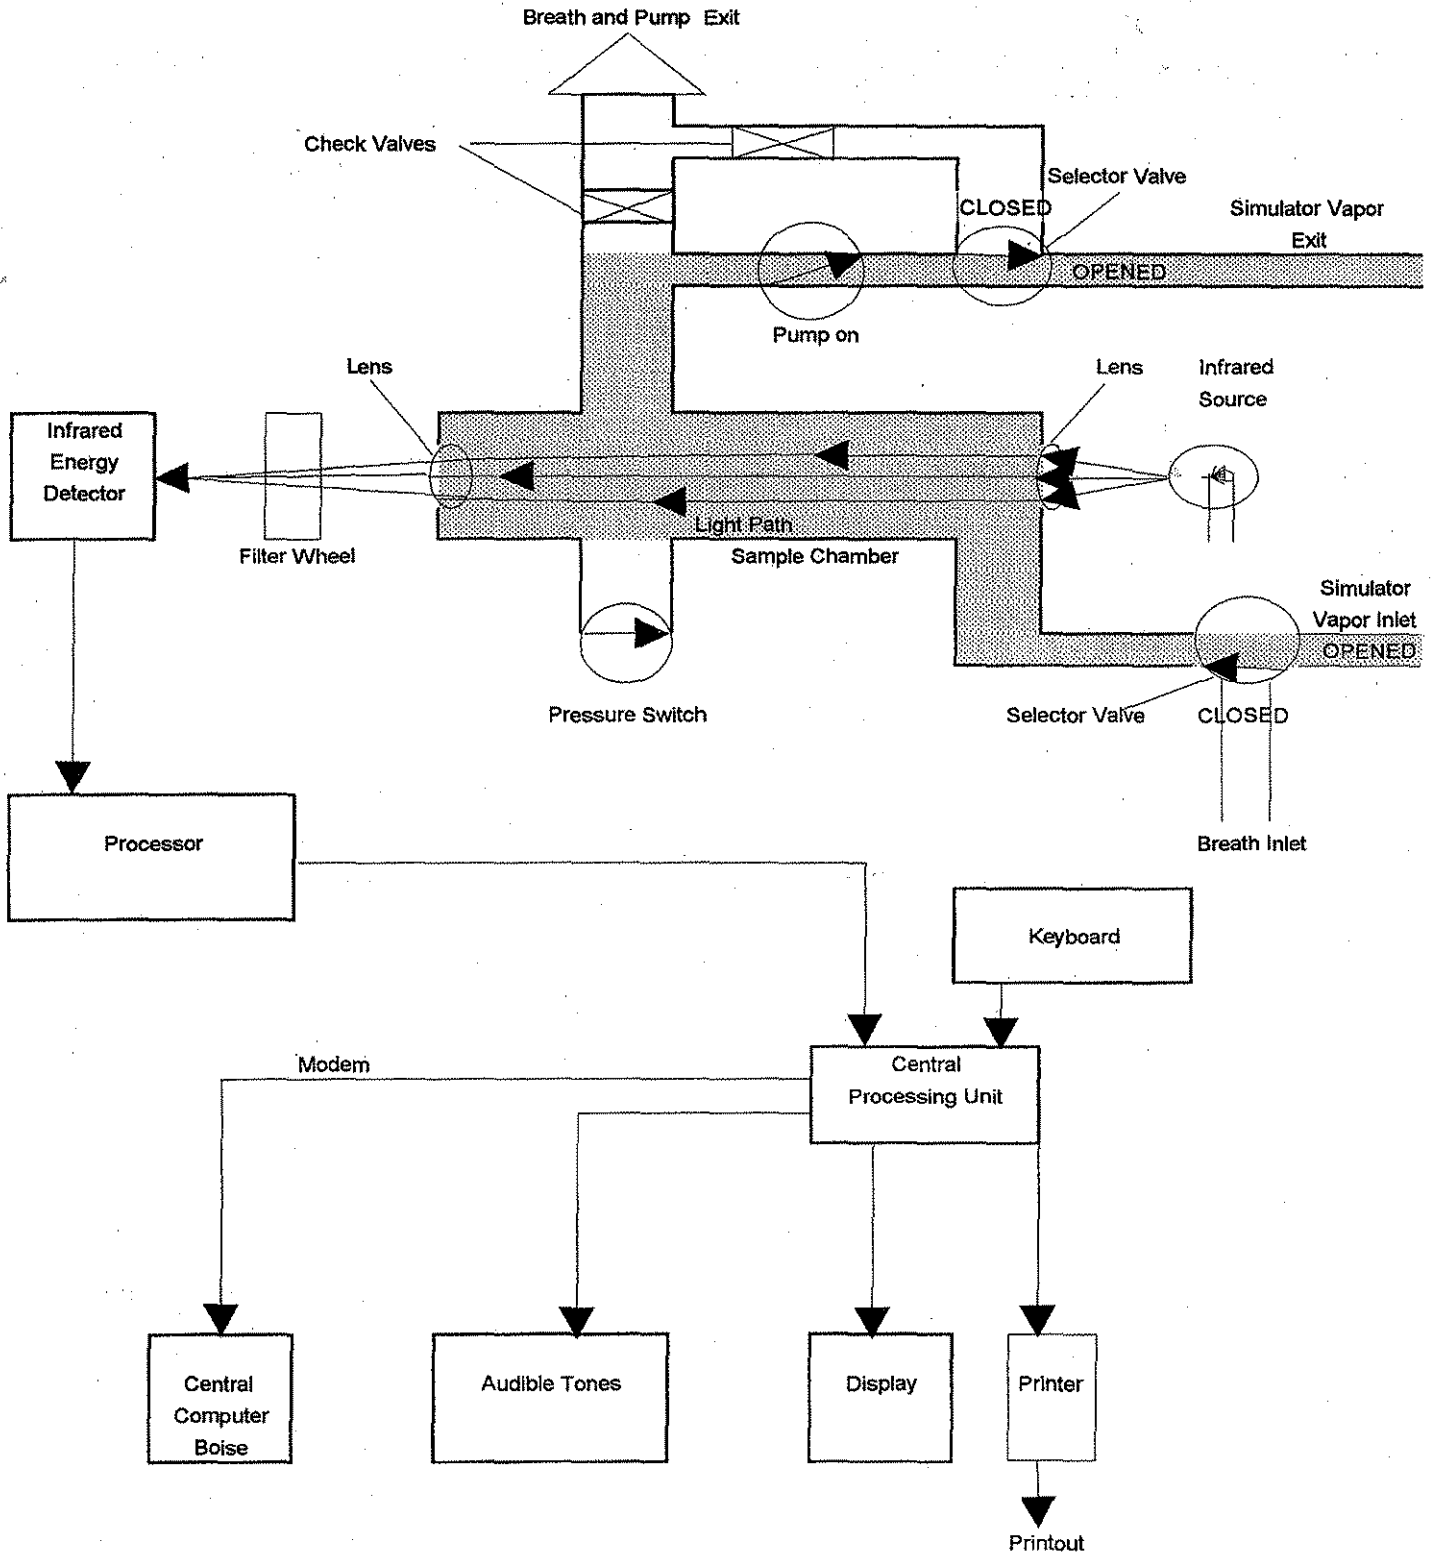 Breath and Pump Exit
Check Valves
Selector Valve
CLOSED
Simulator Vapor
Exit
OPENED
Pump on
Lens
Lens
Infrared
Source
Infrared
Energy
Detector
Light Path
Filter Wheel
Sample Chamber
Simulator
Vapor Inlet
OPENED
Pressure Switch
Selector Valve
CLOSED
Processor
Breath Inlet
Keyboard
Modem
Central
Processing Unit
Central
Computer
Boise
Audible Tones
Display
Printer
Printout